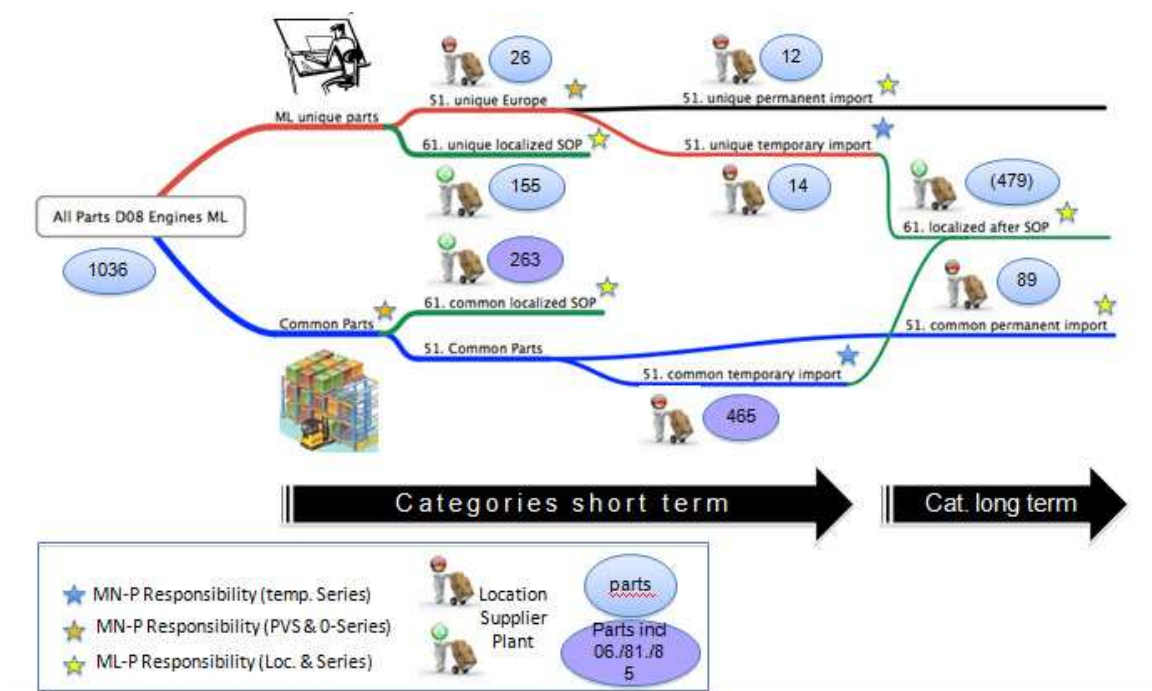 26
12
51. unique Europe
51. unique permanent import
ML unique parts
61. unique localized SOP
51. unique temporary import
155
14
(479)
All Parts D08 Engines ML
61. localized after SOP
1036
263
89
61. common localized SOP
Common Parts
51. common permanent import
51. Common Parts
51. common temporary import
465
Categories short term
Cat. long term
MN-P Responsibility (temp. Series)
MN-P Responsibility (PVS & 0-Series)
ML-P Responsibility (Loc. & Series)
Location
Supplier
Plant
parts
Parts incl
06./81./8
5